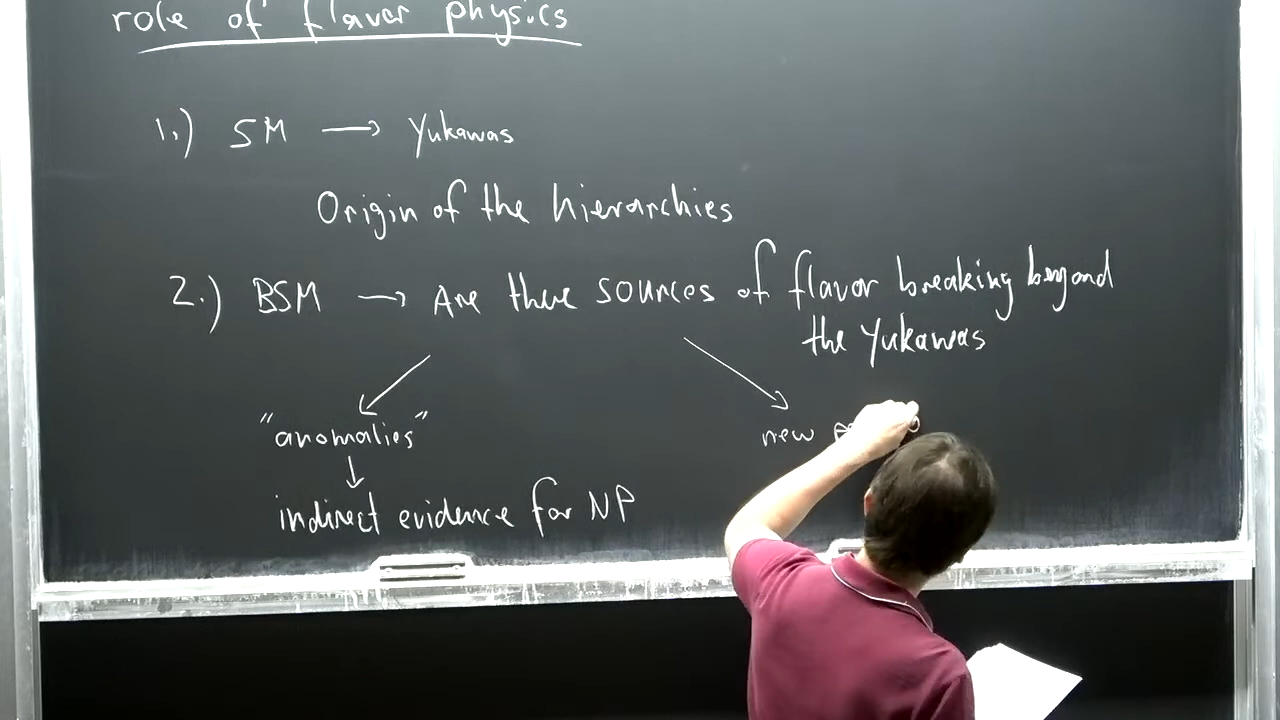 role of flavor physics
1.) SM → Yukawas
Origin of the hierarchies
2.) BSM → Are there sources of flavor breaking beyond
the Yukawas
"anomalies"
new
↓
indirect evidence for NP